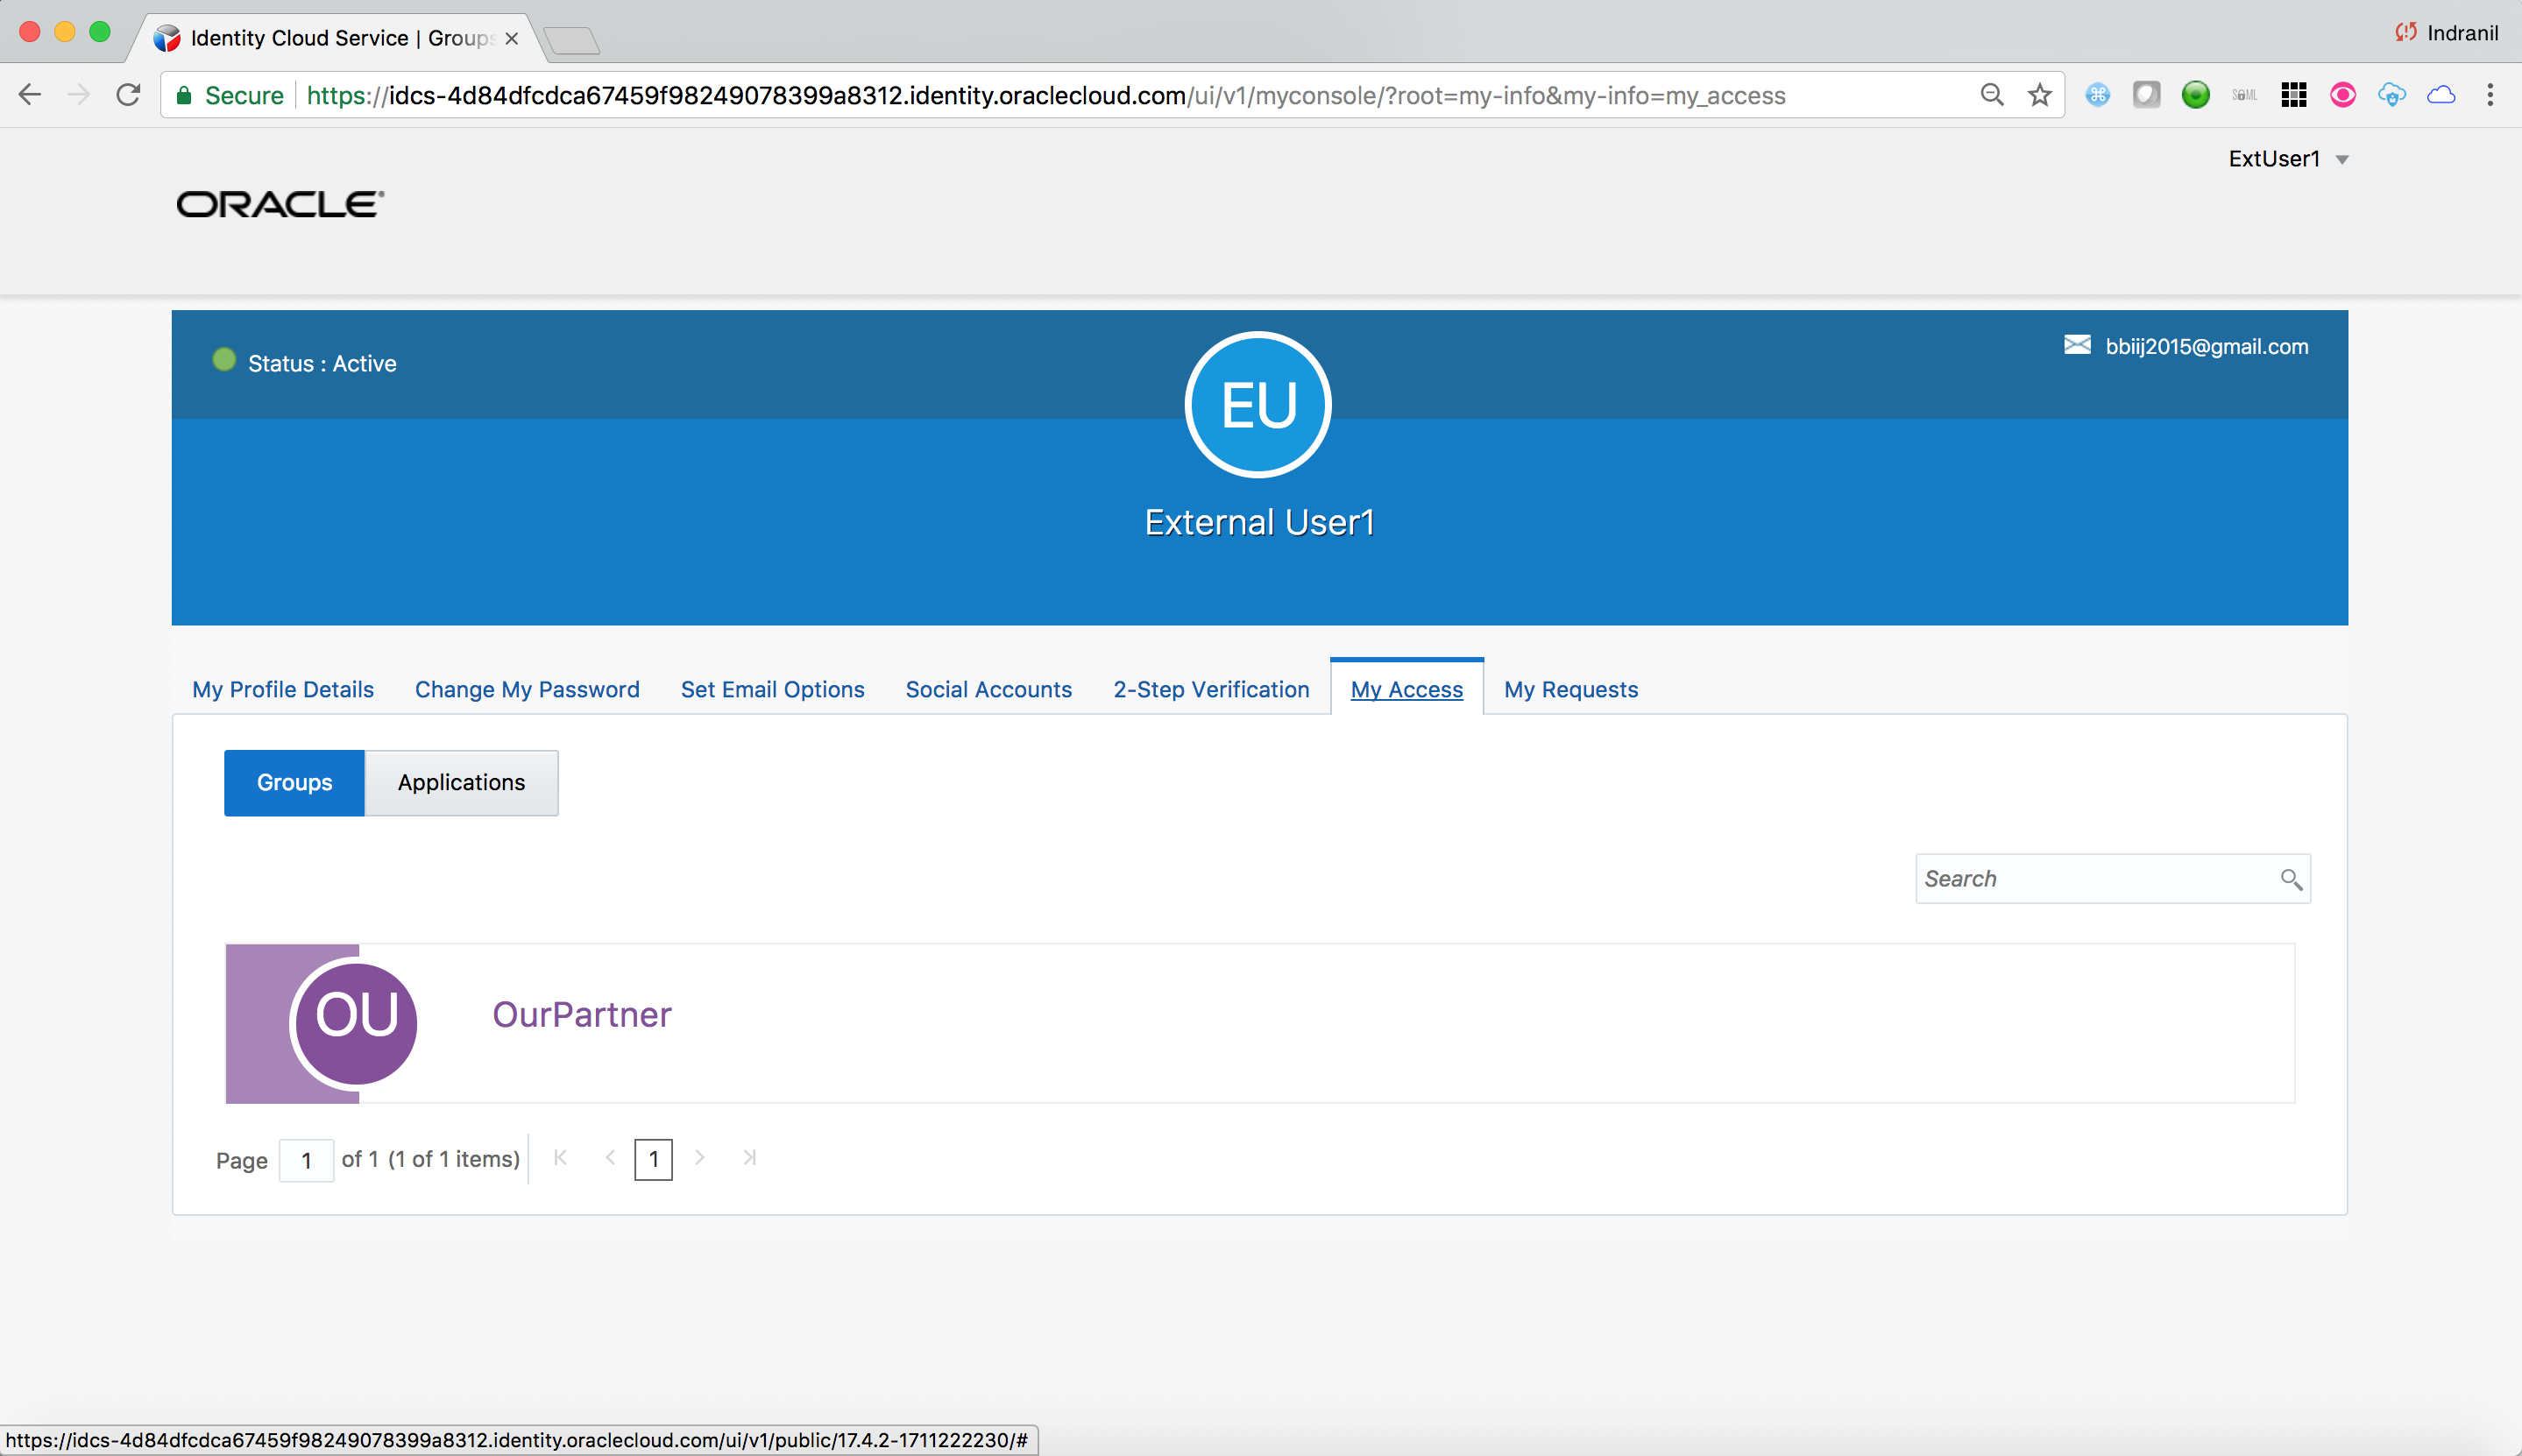 Identity Cloud Service | Groups
Indranil
Secure https://idcs-4d84dfcdca67459f98249078399a8312.identity.oraclecloud.com/ui/v1/myconsole/?root=my-info&my-info=my_access
SAML
ExtUser1
ORACLE®
Status : Active
bbiij2015@gmail.com
EU
External User1
My Profile Details Change My Password Set Email Options Social Accounts 2-Step Verification My Access My Requests
Groups Applications
Search
OU OurPartner
Page 1 of 1 (1 of 1 items) 1
https://idcs-4d84dfcdca67459f98249078399a8312.identity.oraclecloud.com/ui/v1/public/17.4.2-1711222230/#